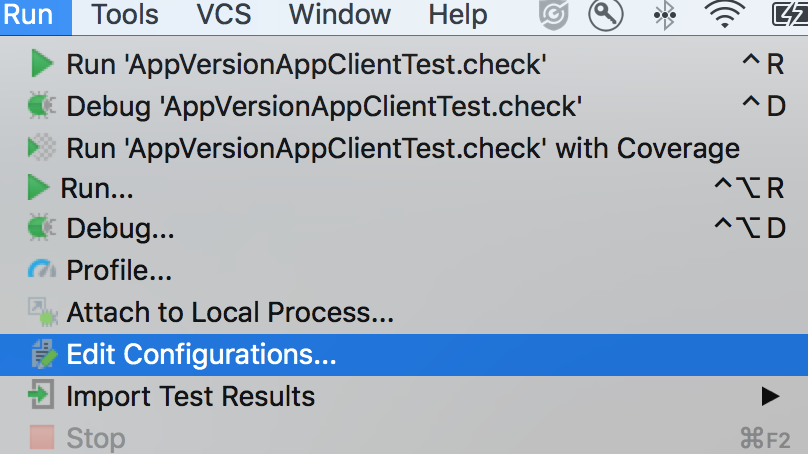 Run Tools VCS Window Help
Run 'AppVersionAppClientTest.check' ⌃ R
Debug 'AppVersionAppClientTest.check' ⌃ D
Run 'AppVersionAppClientTest.check' with Coverage
Run... ⌃⌥ R
Debug... ⌃⌥ D
Profile...
Attach to Local Process...
Edit Configurations...
Import Test Results ▶
Stop ⌘F2